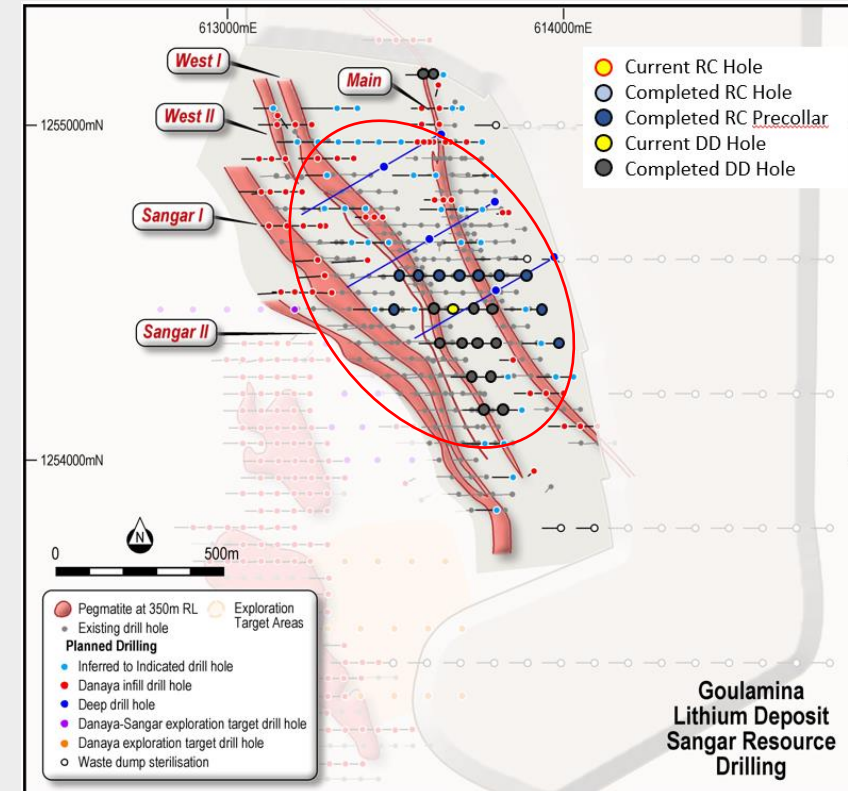 613000mE
614000mE
West I
Main
West II
1255000mN
Sangar I
Sangar II
1254000mN
Current RC Hole
Completed RC Hole
Completed RC Precollar
Current DD Hole
Completed DD Hole
N
0 500m
Pegmatite at 350m RL
Exploration
Target Areas
Existing drill hole
Planned Drilling
Inferred to Indicated drill hole
Danaya infill drill hole
Deep drill hole
Danaya-Sangar exploration target drill hole
Danaya exploration target drill hole
Waste dump sterilisation
Goulamina
Lithium Deposit
Sangar Resource
Drilling